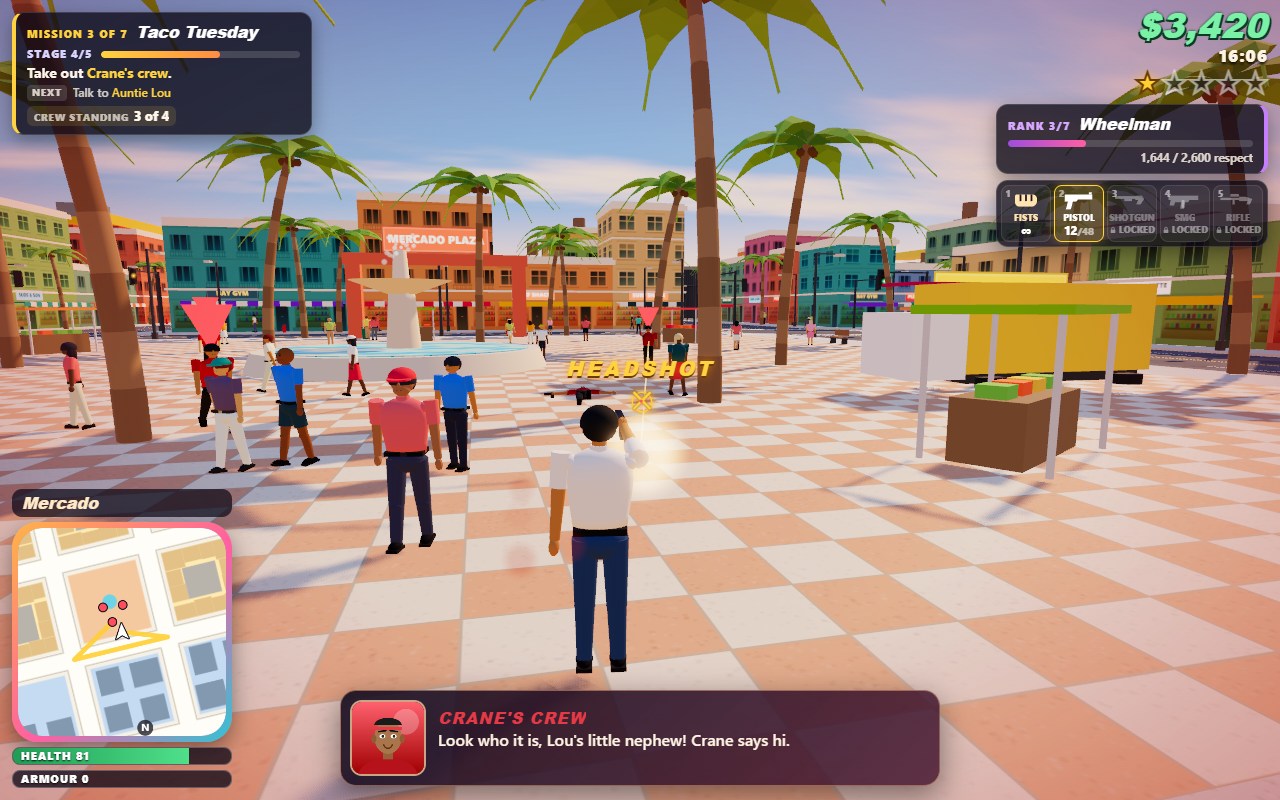 MISSION 3 OF 7 Taco Tuesday
STAGE 4/5
Take out Crane's crew.
NEXT Talk to Auntie Lou
CREW STANDING 3 of 4
$3,420
16:06
RANK 3/7 Wheelman
1,644 / 2,600 respect
1 2 3 4 5
FISTS PISTOL SHOTGUN SMG RIFLE
∞ 12/48 LOCKED LOCKED LOCKED
MERCADO PLAZA
HEADSHOT
Mercado
N
HEALTH 81
ARMOUR 0
CRANE'S CREW
Look who it is, Lou's little nephew! Crane says hi.